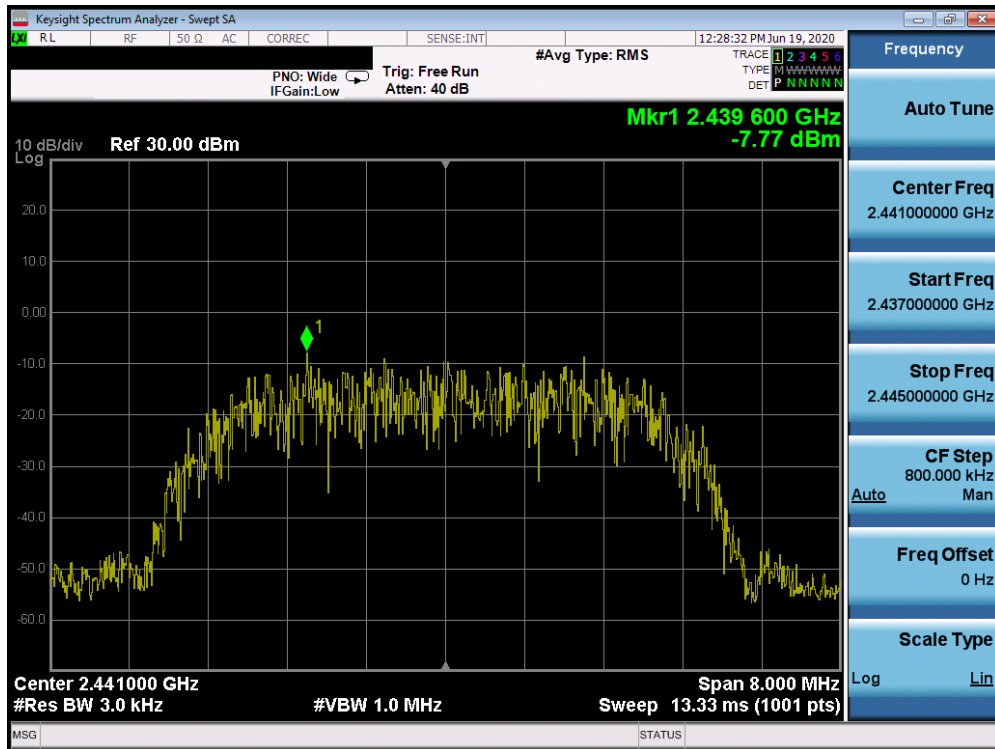 Keysight Spectrum Analyzer - Swept SA
LXI RL RF 50 Ω AC CORREC SENSE:INT 12:28:32 PM Jun 19, 2020
PNO: Wide
IFGain:Low
Trig: Free Run
Atten: 40 dB
#Avg Type: RMS
TRACE 1 2 3 4 5 6
TYPE M WWWWW
DET P N N N N N
Mkr1 2.439 600 GHz
-7.77 dBm
10 dB/div
Log
Ref 30.00 dBm
20.0
10.0
0.00
-10.0
-20.0
-30.0
-40.0
-50.0
-60.0
1
Center 2.441000 GHz
#Res BW 3.0 kHz
#VBW 1.0 MHz
Span 8.000 MHz
Sweep 13.33 ms (1001 pts)
MSG
STATUS
Frequency
Auto Tune
Center Freq
2.441000000 GHz
Start Freq
2.437000000 GHz
Stop Freq
2.445000000 GHz
CF Step
800.000 kHz
Auto Man
Freq Offset
0 Hz
Scale Type
Log Lin